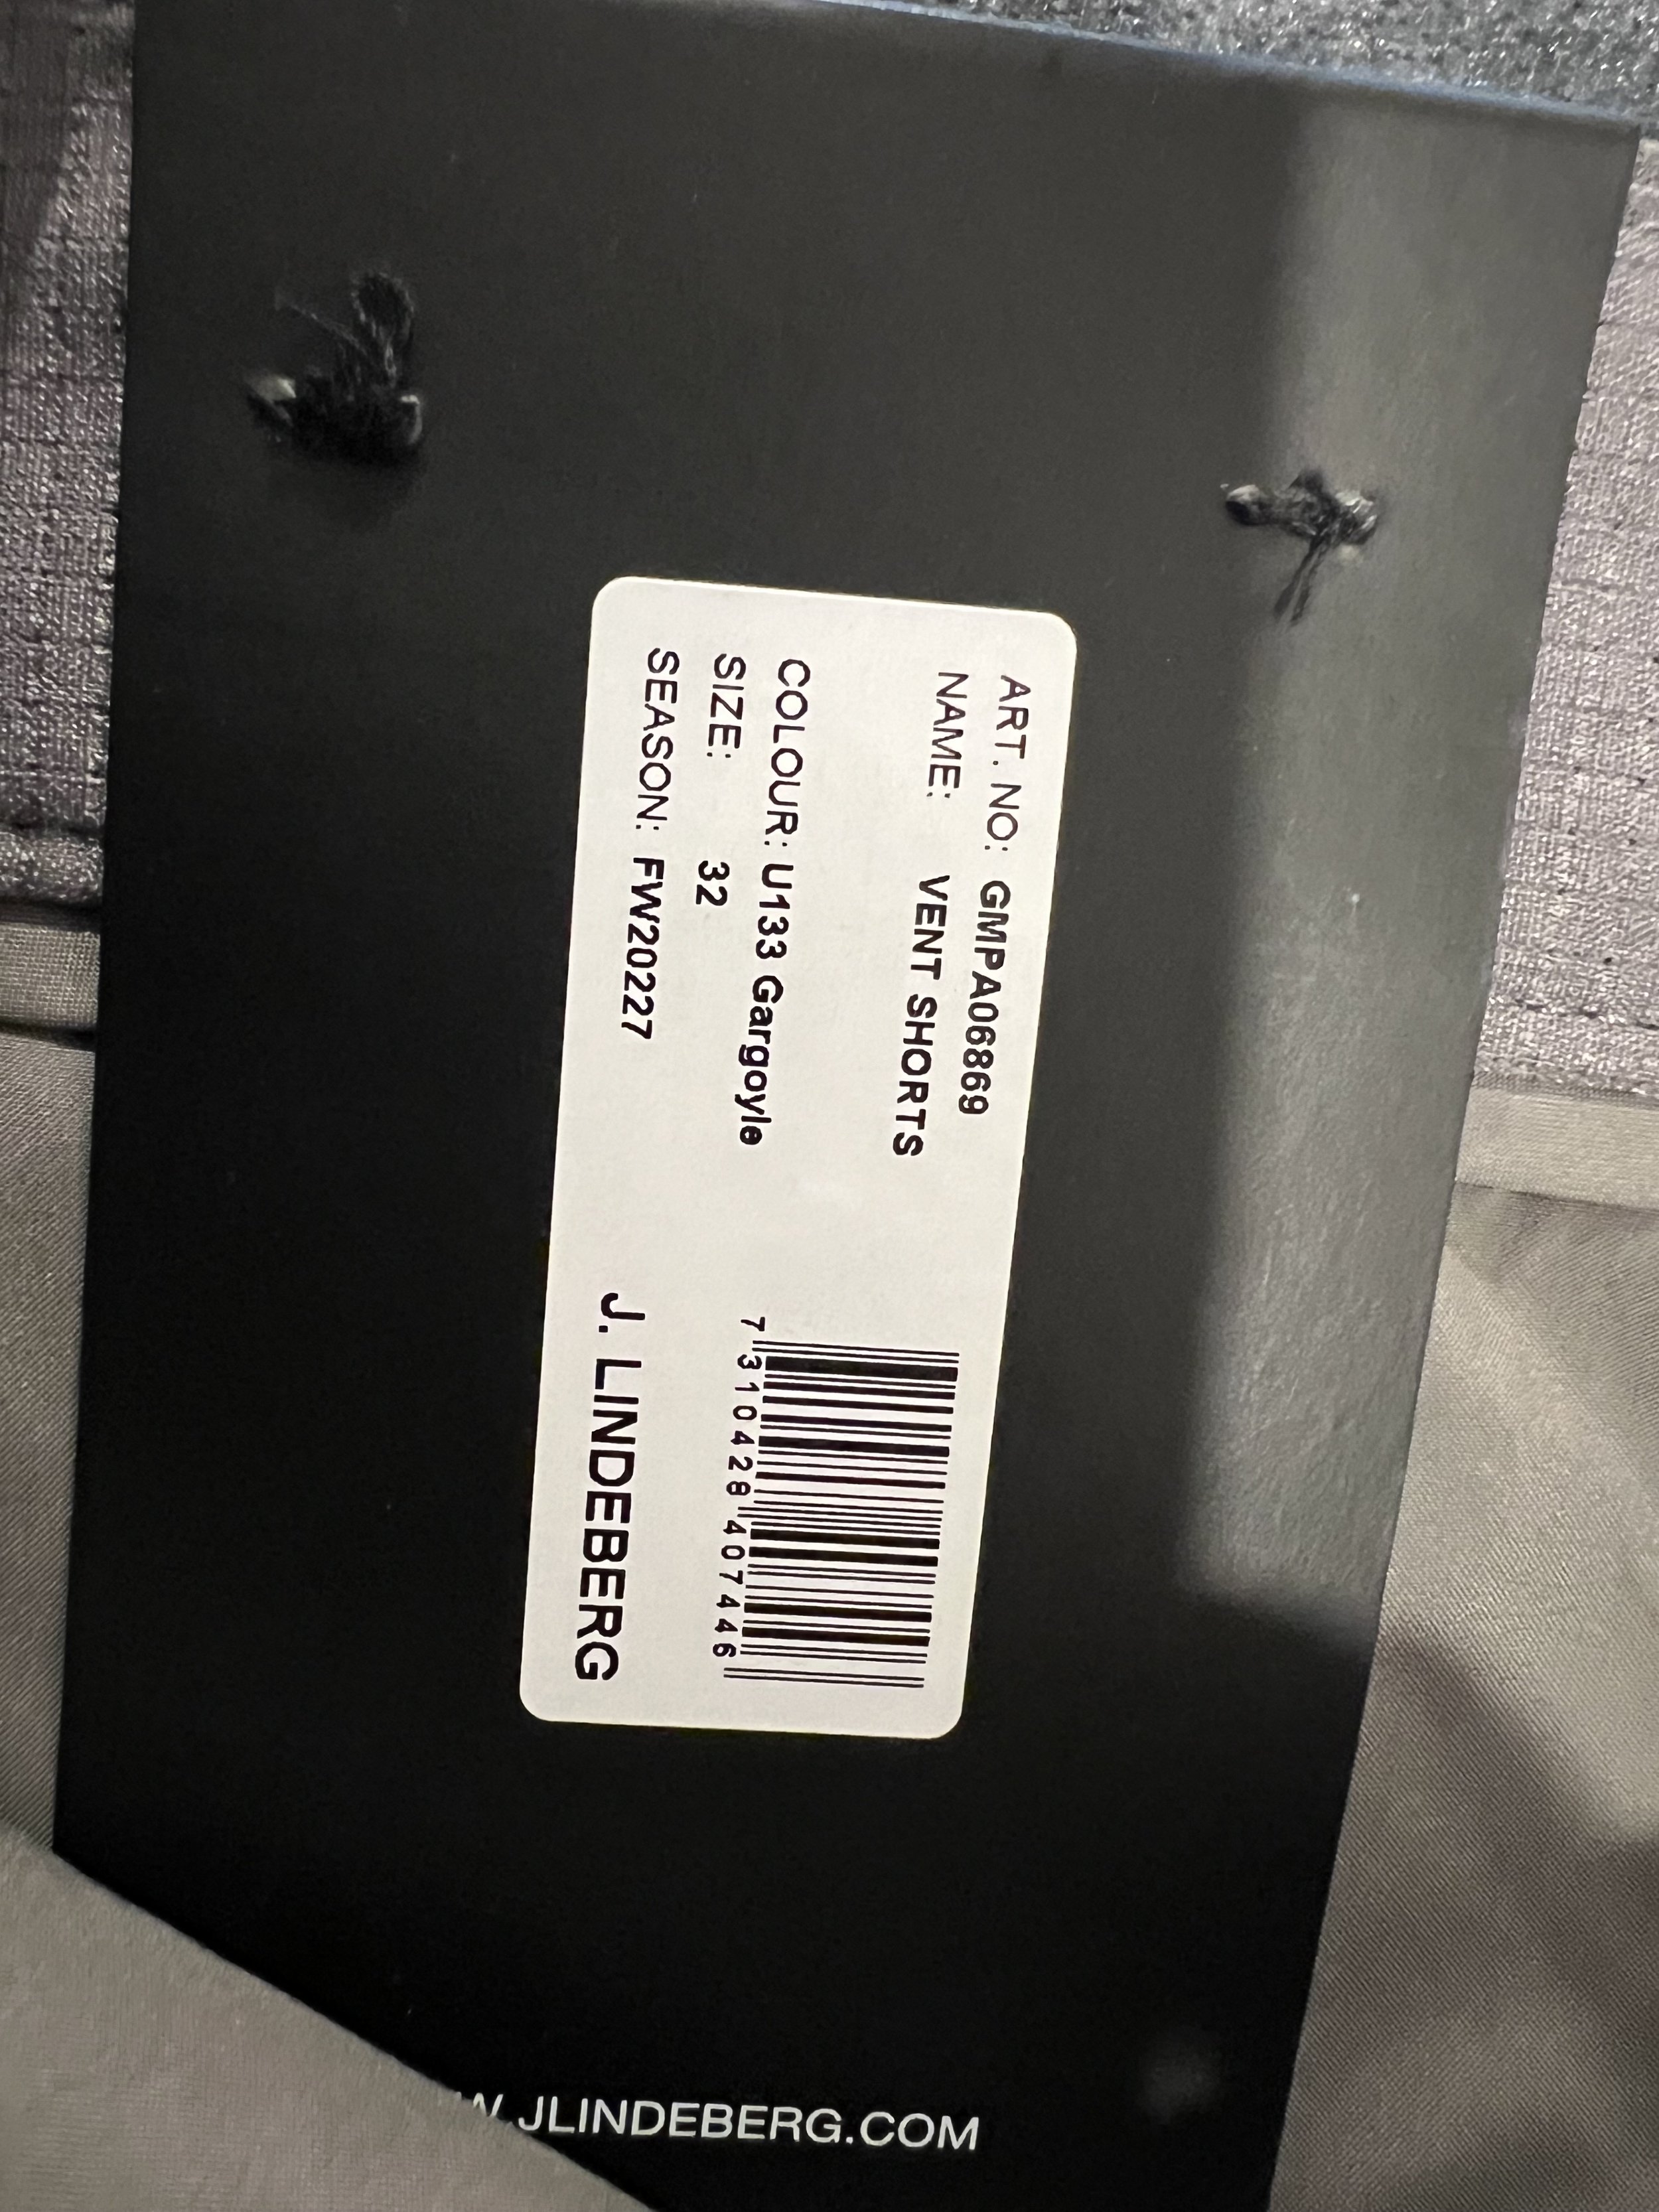 ART. NO: GMPA06869
NAME: VENT SHORTS
COLOUR: U133 Gargoyle
SIZE: 32
SEASON: FW20227
7 310428 407446
J. LINDEBERG
W.JLINDEBERG.COM